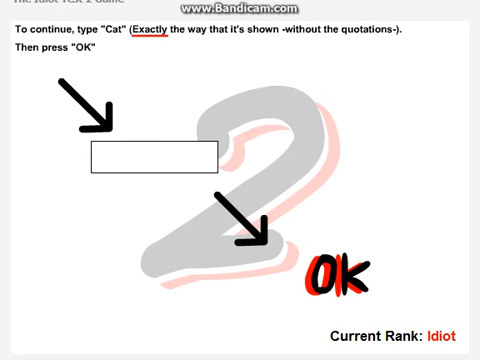 www.Bandicam.com
The Idiot Test 2 Game
To continue, type "Cat" (Exactly the way that it's shown -without the quotations-).
Then press "OK"
2
OK
Current Rank: Idiot